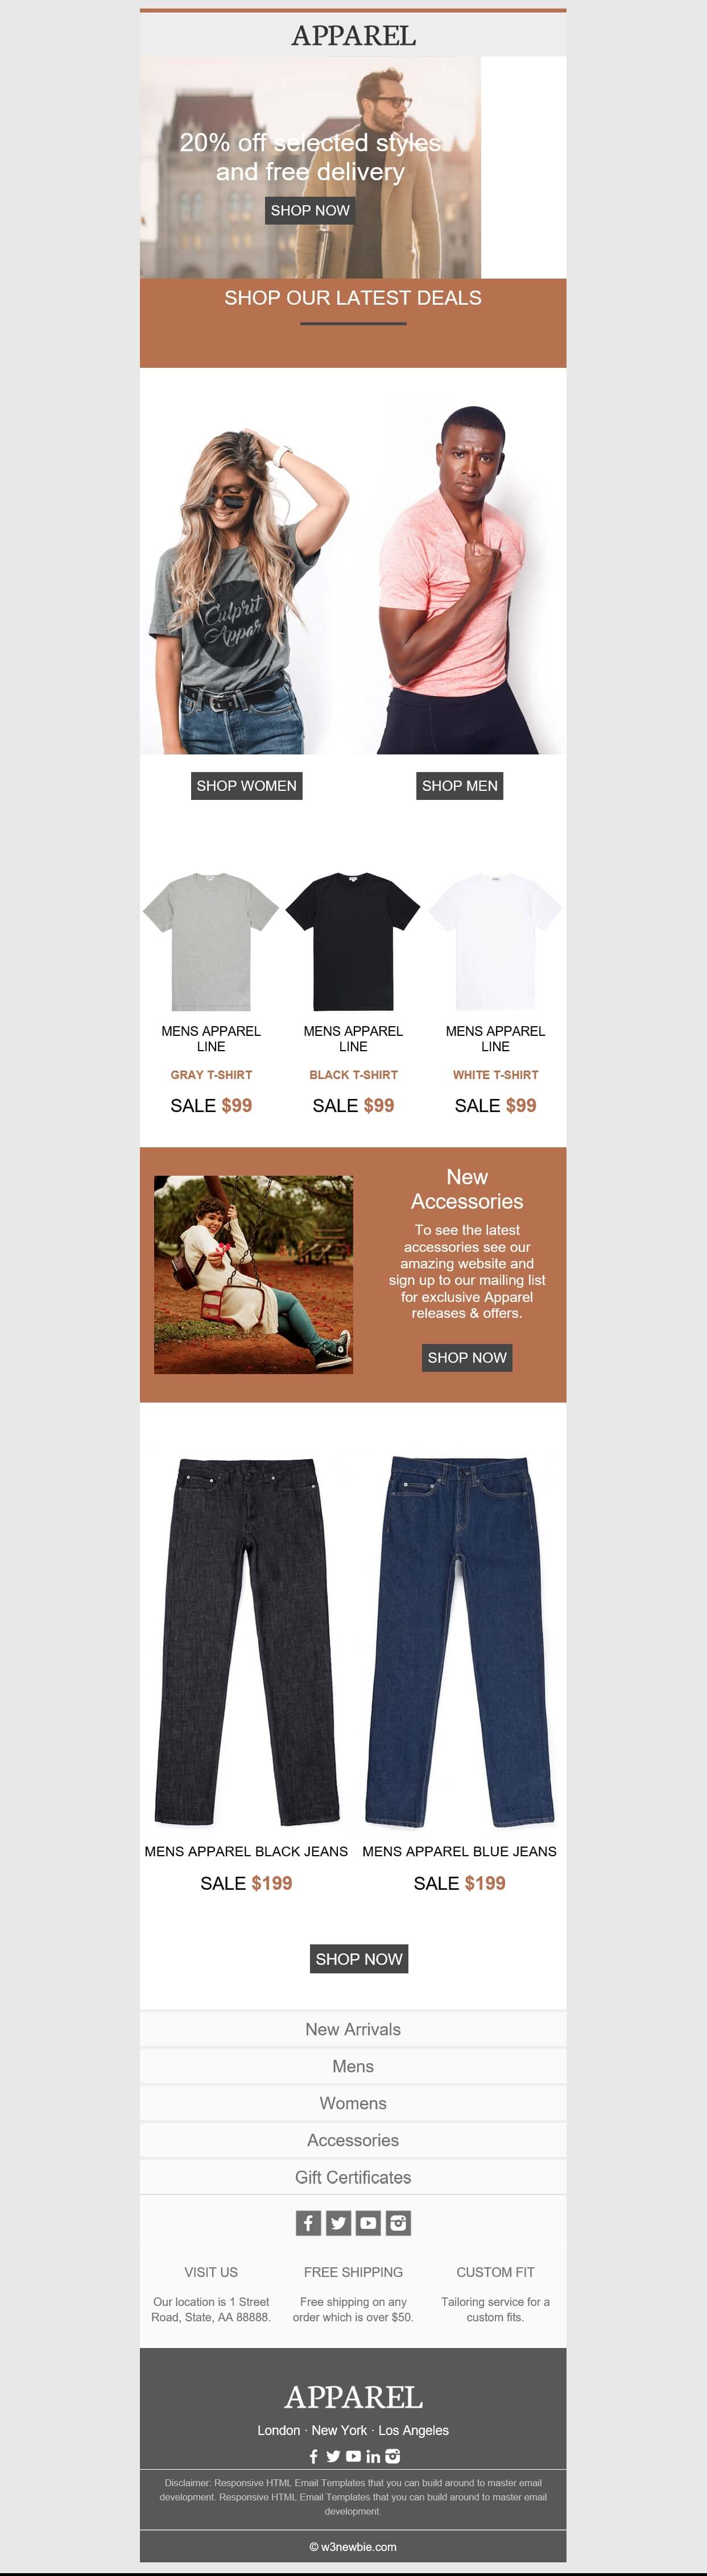 APPAREL
20% off selected styles
and free delivery
SHOP NOW
SHOP OUR LATEST DEALS
Culprit
Appar
SHOP WOMEN
SHOP MEN
MENS APPAREL
LINE
GRAY T-SHIRT
SALE $99
MENS APPAREL
LINE
BLACK T-SHIRT
SALE $99
MENS APPAREL
LINE
WHITE T-SHIRT
SALE $99
New
Accessories
To see the latest
accessories see our
amazing website and
sign up to our mailing list
for exclusive Apparel
releases & offers.
SHOP NOW
MENS APPAREL BLACK JEANS
SALE $199
MENS APPAREL BLUE JEANS
SALE $199
SHOP NOW
New Arrivals
Mens
Womens
Accessories
Gift Certificates
VISIT US
Our location is 1 Street
Road, State, AA 88888.
FREE SHIPPING
Free shipping on any
order which is over $50.
CUSTOM FIT
Tailoring service for a
custom fits.
APPAREL
London · New York · Los Angeles
Disclaimer: Responsive HTML Email Templates that you can build around to master email
development. Responsive HTML Email Templates that you can build around to master email
development.
© w3newbie.com